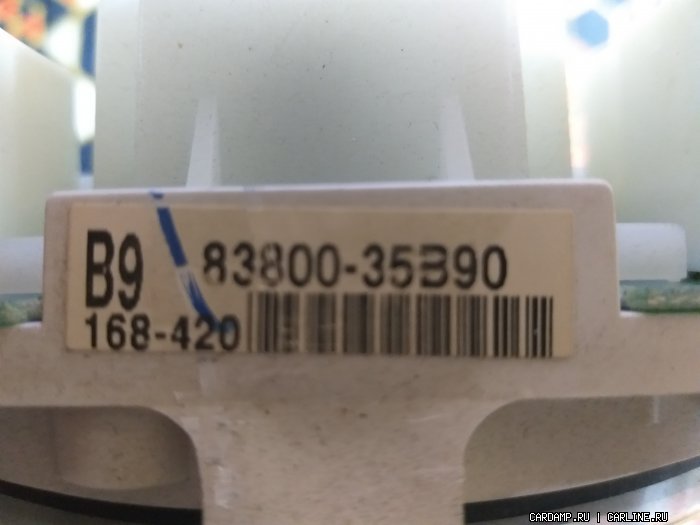 B9 83800-35B90
168-420
CARDAMP.RU | CARLINE.RU